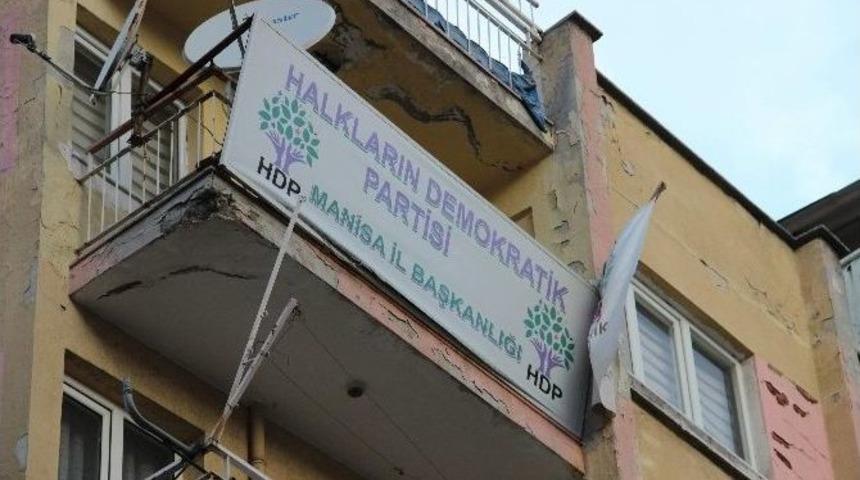 HALKLARIN DEMOKRATİK
PARTİSİ
MANİSA İL BAŞKANLIĞI
HDP
HDP